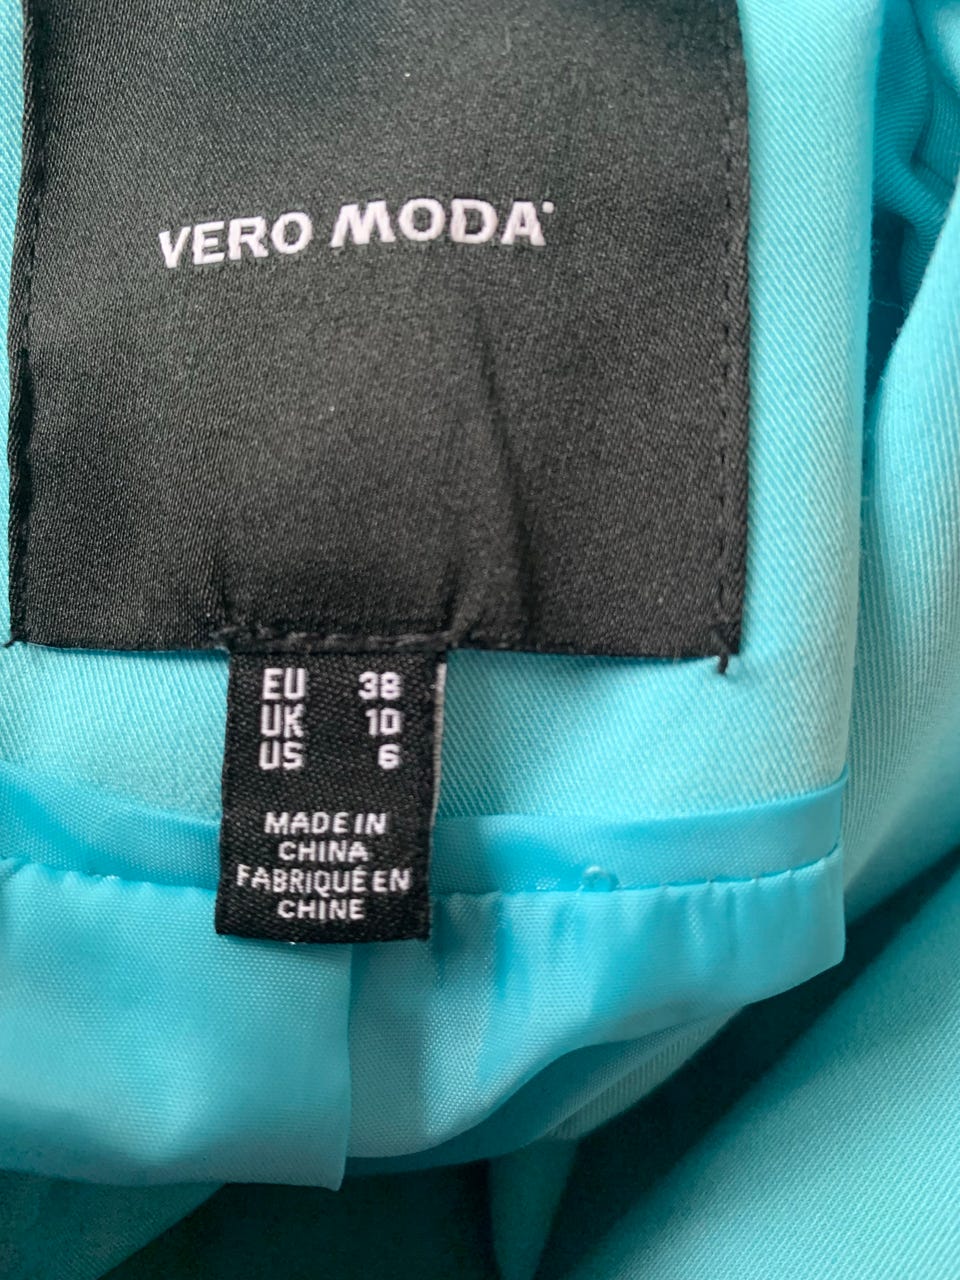 VERO MODA
EU 38
UK 10
US 6
MADE IN
CHINA
FABRIQUÉ EN
CHINE